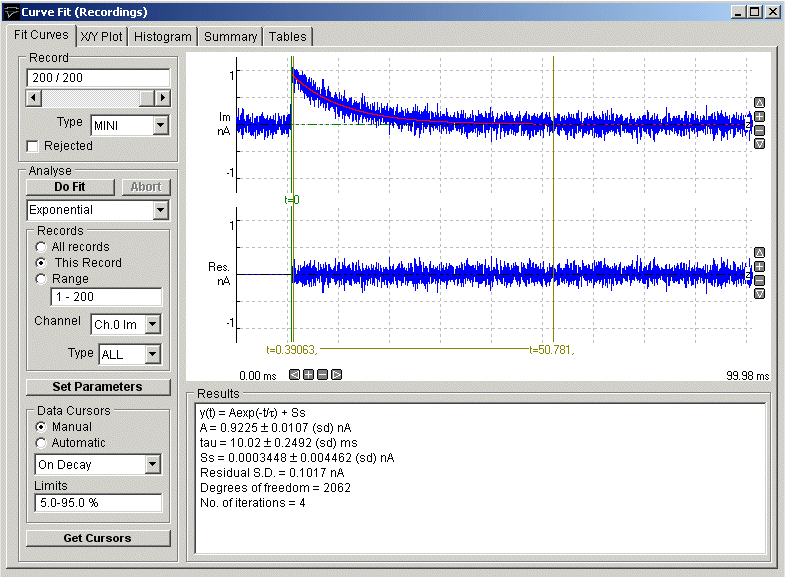 Curve Fit (Recordings)
Fit Curves X/Y Plot Histogram Summary Tables
Record
200 / 200
Type MINI
Rejected
Analyse
Do Fit Abort
Exponential
Records
All records
This Record
Range
1 - 200
Channel Ch.0 Im
Type ALL
Set Parameters
Data Cursors
Manual
Automatic
On Decay
Limits
5.0-95.0 %
Get Cursors
1
Im
nA
z
-1
t=0
1
Res.
nA
z
-1
t=0.39063, t=50.781,
0.00 ms 99.98 ms
Results
y(t) = Aexp(-t/τ) + Ss
A = 0.9225 ± 0.0107 (sd) nA
tau = 10.02 ± 0.2492 (sd) ms
Ss = 0.0003448 ± 0.004462 (sd) nA
Residual S.D. = 0.1017 nA
Degrees of freedom = 2062
No. of iterations = 4